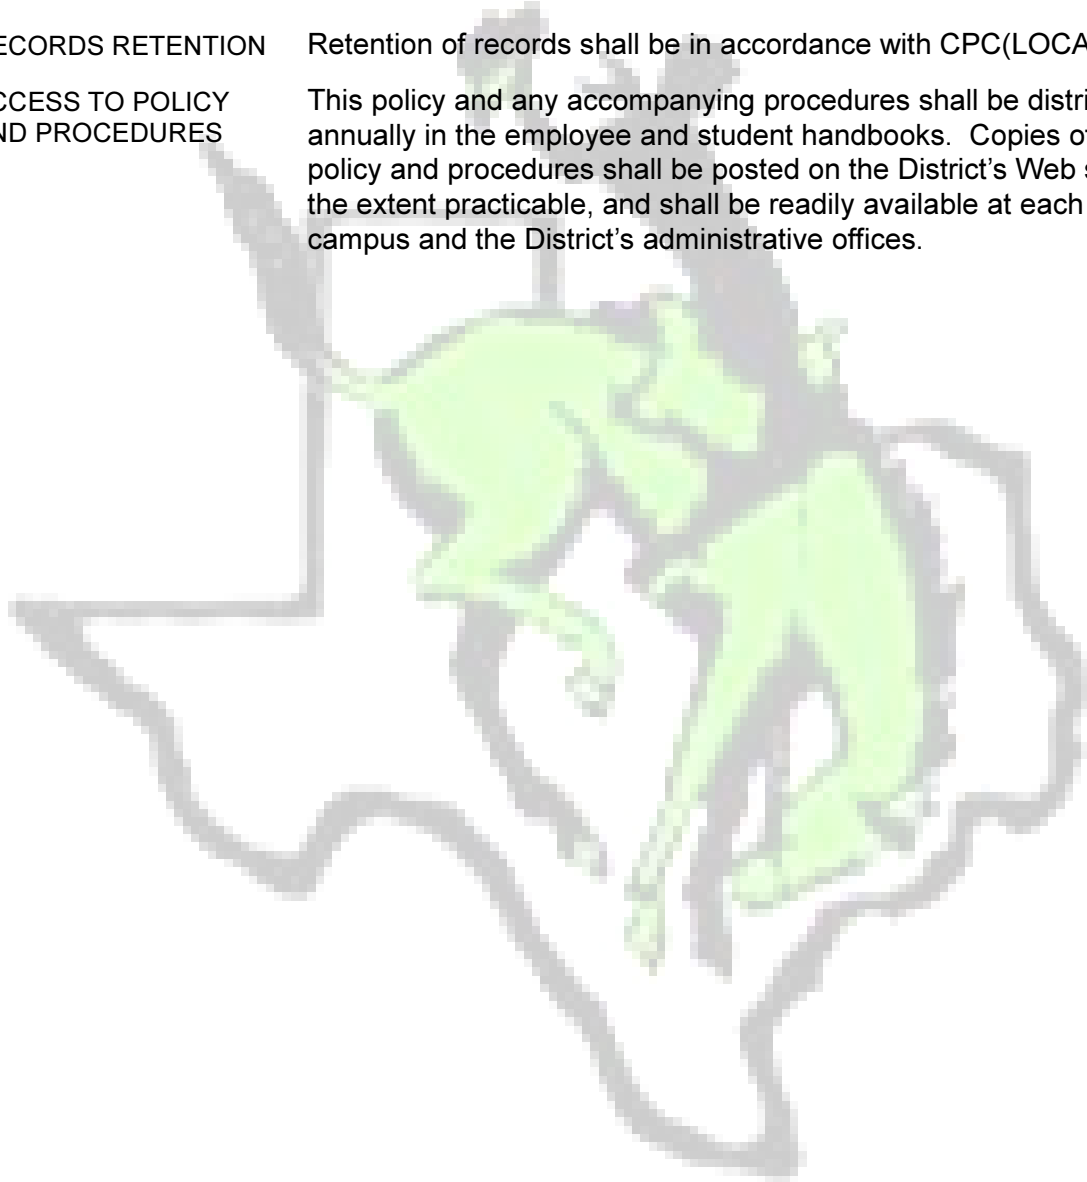 ECORDS RETENTION Retention of records shall be in accordance with CPC(LOCA
CCESS TO POLICY This policy and any accompanying procedures shall be distri
ND PROCEDURES annually in the employee and student handbooks. Copies of
policy and procedures shall be posted on the District's Web s
the extent practicable, and shall be readily available at each
campus and the District's administrative offices.